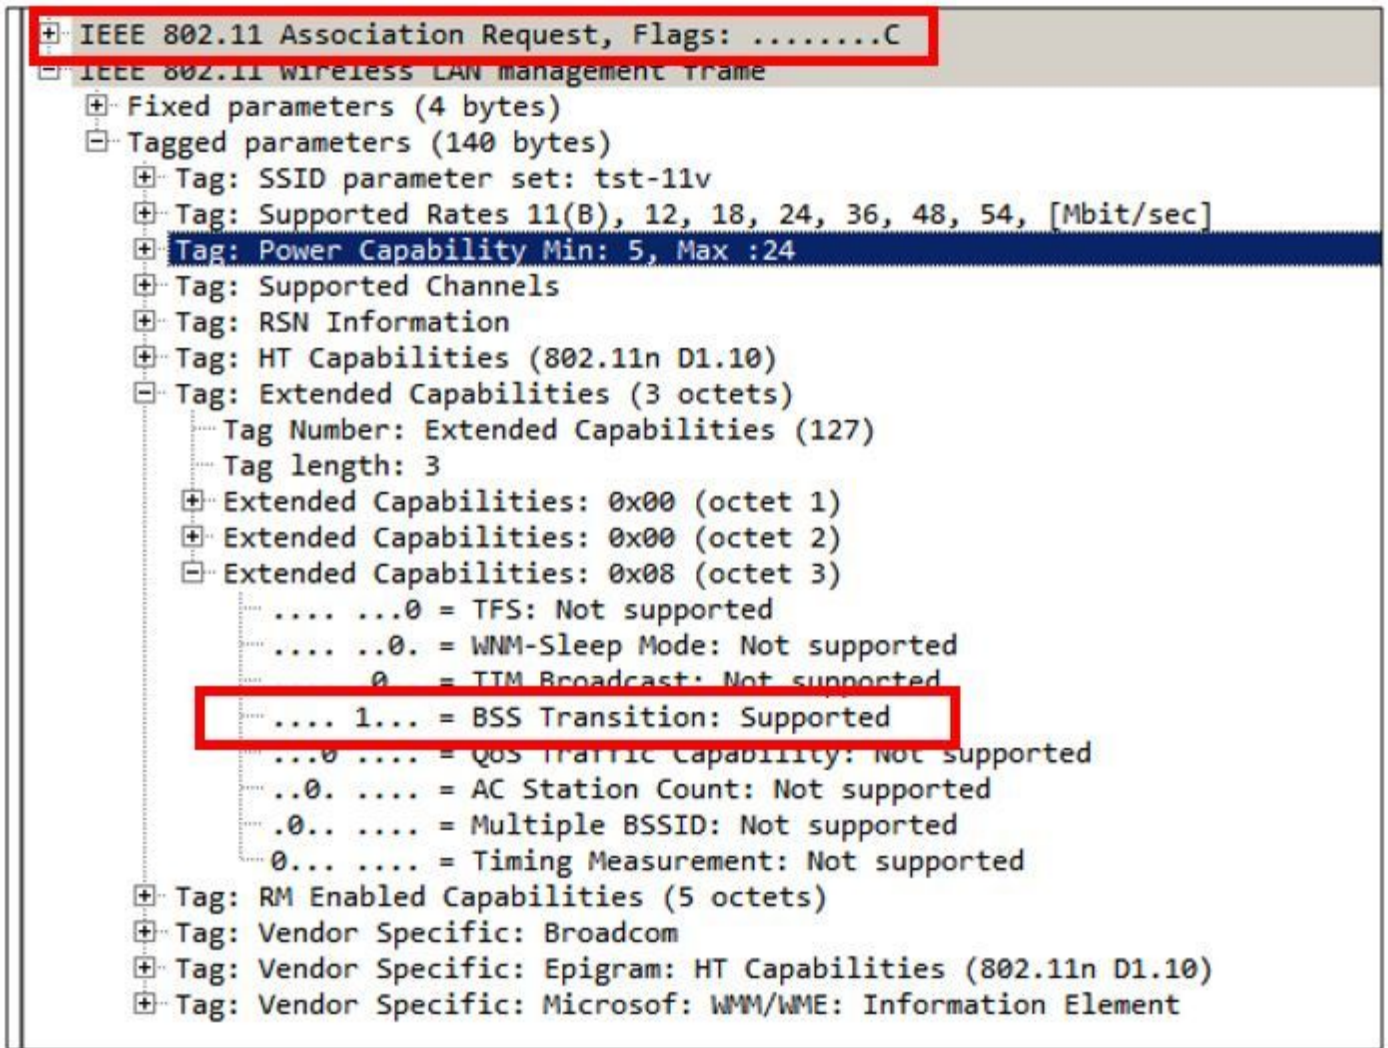 IEEE 802.11 Association Request, Flags: ........C
IEEE 802.11 wireless LAN management frame
Fixed parameters (4 bytes)
Tagged parameters (140 bytes)
Tag: SSID parameter set: tst-11v
Tag: Supported Rates 11(B), 12, 18, 24, 36, 48, 54, [Mbit/sec]
Tag: Power Capability Min: 5, Max :24
Tag: Supported Channels
Tag: RSN Information
Tag: HT Capabilities (802.11n D1.10)
Tag: Extended Capabilities (3 octets)
Tag Number: Extended Capabilities (127)
Tag length: 3
Extended Capabilities: 0x00 (octet 1)
Extended Capabilities: 0x00 (octet 2)
Extended Capabilities: 0x08 (octet 3)
.... ...0 = TFS: Not supported
.... ..0. = WNM-Sleep Mode: Not supported
.... .0.. = TIM Broadcast: Not supported
.... 1... = BSS Transition: Supported
...0 .... = QoS Traffic Capability: Not supported
..0. .... = AC Station Count: Not supported
.0.. .... = Multiple BSSID: Not supported
0... .... = Timing Measurement: Not supported
Tag: RM Enabled Capabilities (5 octets)
Tag: Vendor Specific: Broadcom
Tag: Vendor Specific: Epigram: HT Capabilities (802.11n D1.10)
Tag: Vendor Specific: Microsof: WMM/WME: Information Element